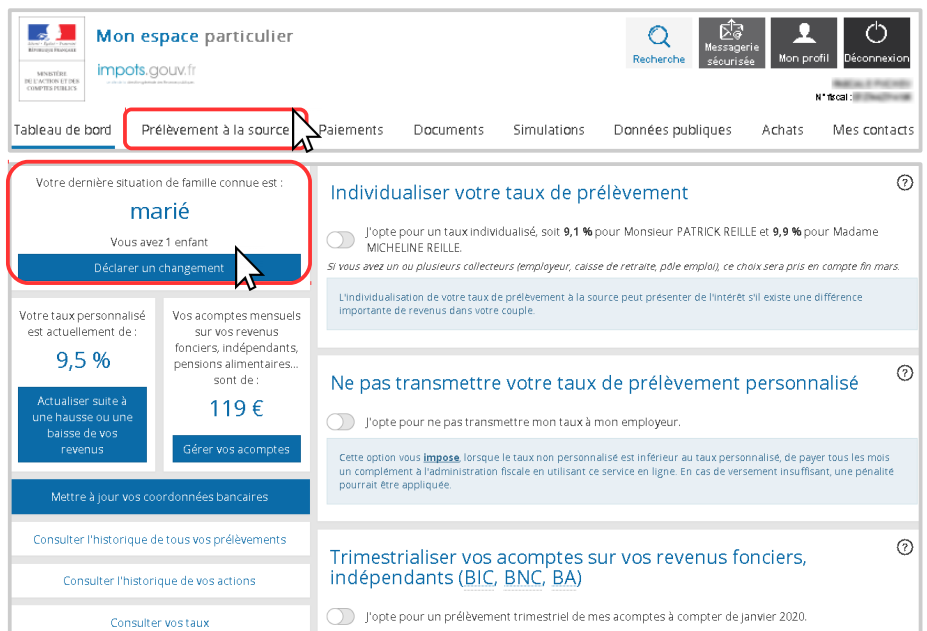 Liberté • Égalité • Fraternité
RÉPUBLIQUE FRANÇAISE
MINISTÈRE
DE L'ACTION ET DES
COMPTES PUBLICS
Mon espace particulier
impots.gouv.fr
Recherche
Messagerie
sécurisée
Mon profil
Déconnexion
N° fiscal :
Tableau de bord
Prélèvement à la source
Paiements
Documents
Simulations
Données publiques
Achats
Mes contacts
Votre dernière situation de famille connue est :
marié
Vous avez 1 enfant
Déclarer un changement
Votre taux personnalisé
est actuellement de :
9,5 %
Actualiser suite à
une hausse ou une
baisse de vos
revenus
Vos acomptes mensuels
sur vos revenus
fonciers, indépendants,
pensions alimentaires...
sont de :
119 €
Gérer vos acomptes
Mettre à jour vos coordonnées bancaires
Consulter l'historique de tous vos prélèvements
Consulter l'historique de vos actions
Consulter vos taux
Individualiser votre taux de prélèvement
?
J'opte pour un taux individualisé, soit 9,1 % pour Monsieur PATRICK REILLE et 9,9 % pour Madame
MICHELINE REILLE.
Si vous avez un ou plusieurs collecteurs (employeur, caisse de retraite, pôle emploi), ce choix sera pris en compte fin mars.
L'individualisation de votre taux de prélèvement à la source peut présenter de l'intérêt s'il existe une différence
importante de revenus dans votre couple.
Ne pas transmettre votre taux de prélèvement personnalisé
?
J'opte pour ne pas transmettre mon taux à mon employeur.
Cette option vous impose, lorsque le taux non personnalisé est inférieur au taux personnalisé, de payer tous les mois
un complément à l'administration fiscale en utilisant ce service en ligne. En cas de versement insuffisant, une pénalité
pourrait être appliquée.
Trimestrialiser vos acomptes sur vos revenus fonciers,
indépendants (BIC, BNC, BA)
?
J'opte pour un prélèvement trimestriel de mes acomptes à compter de janvier 2020.